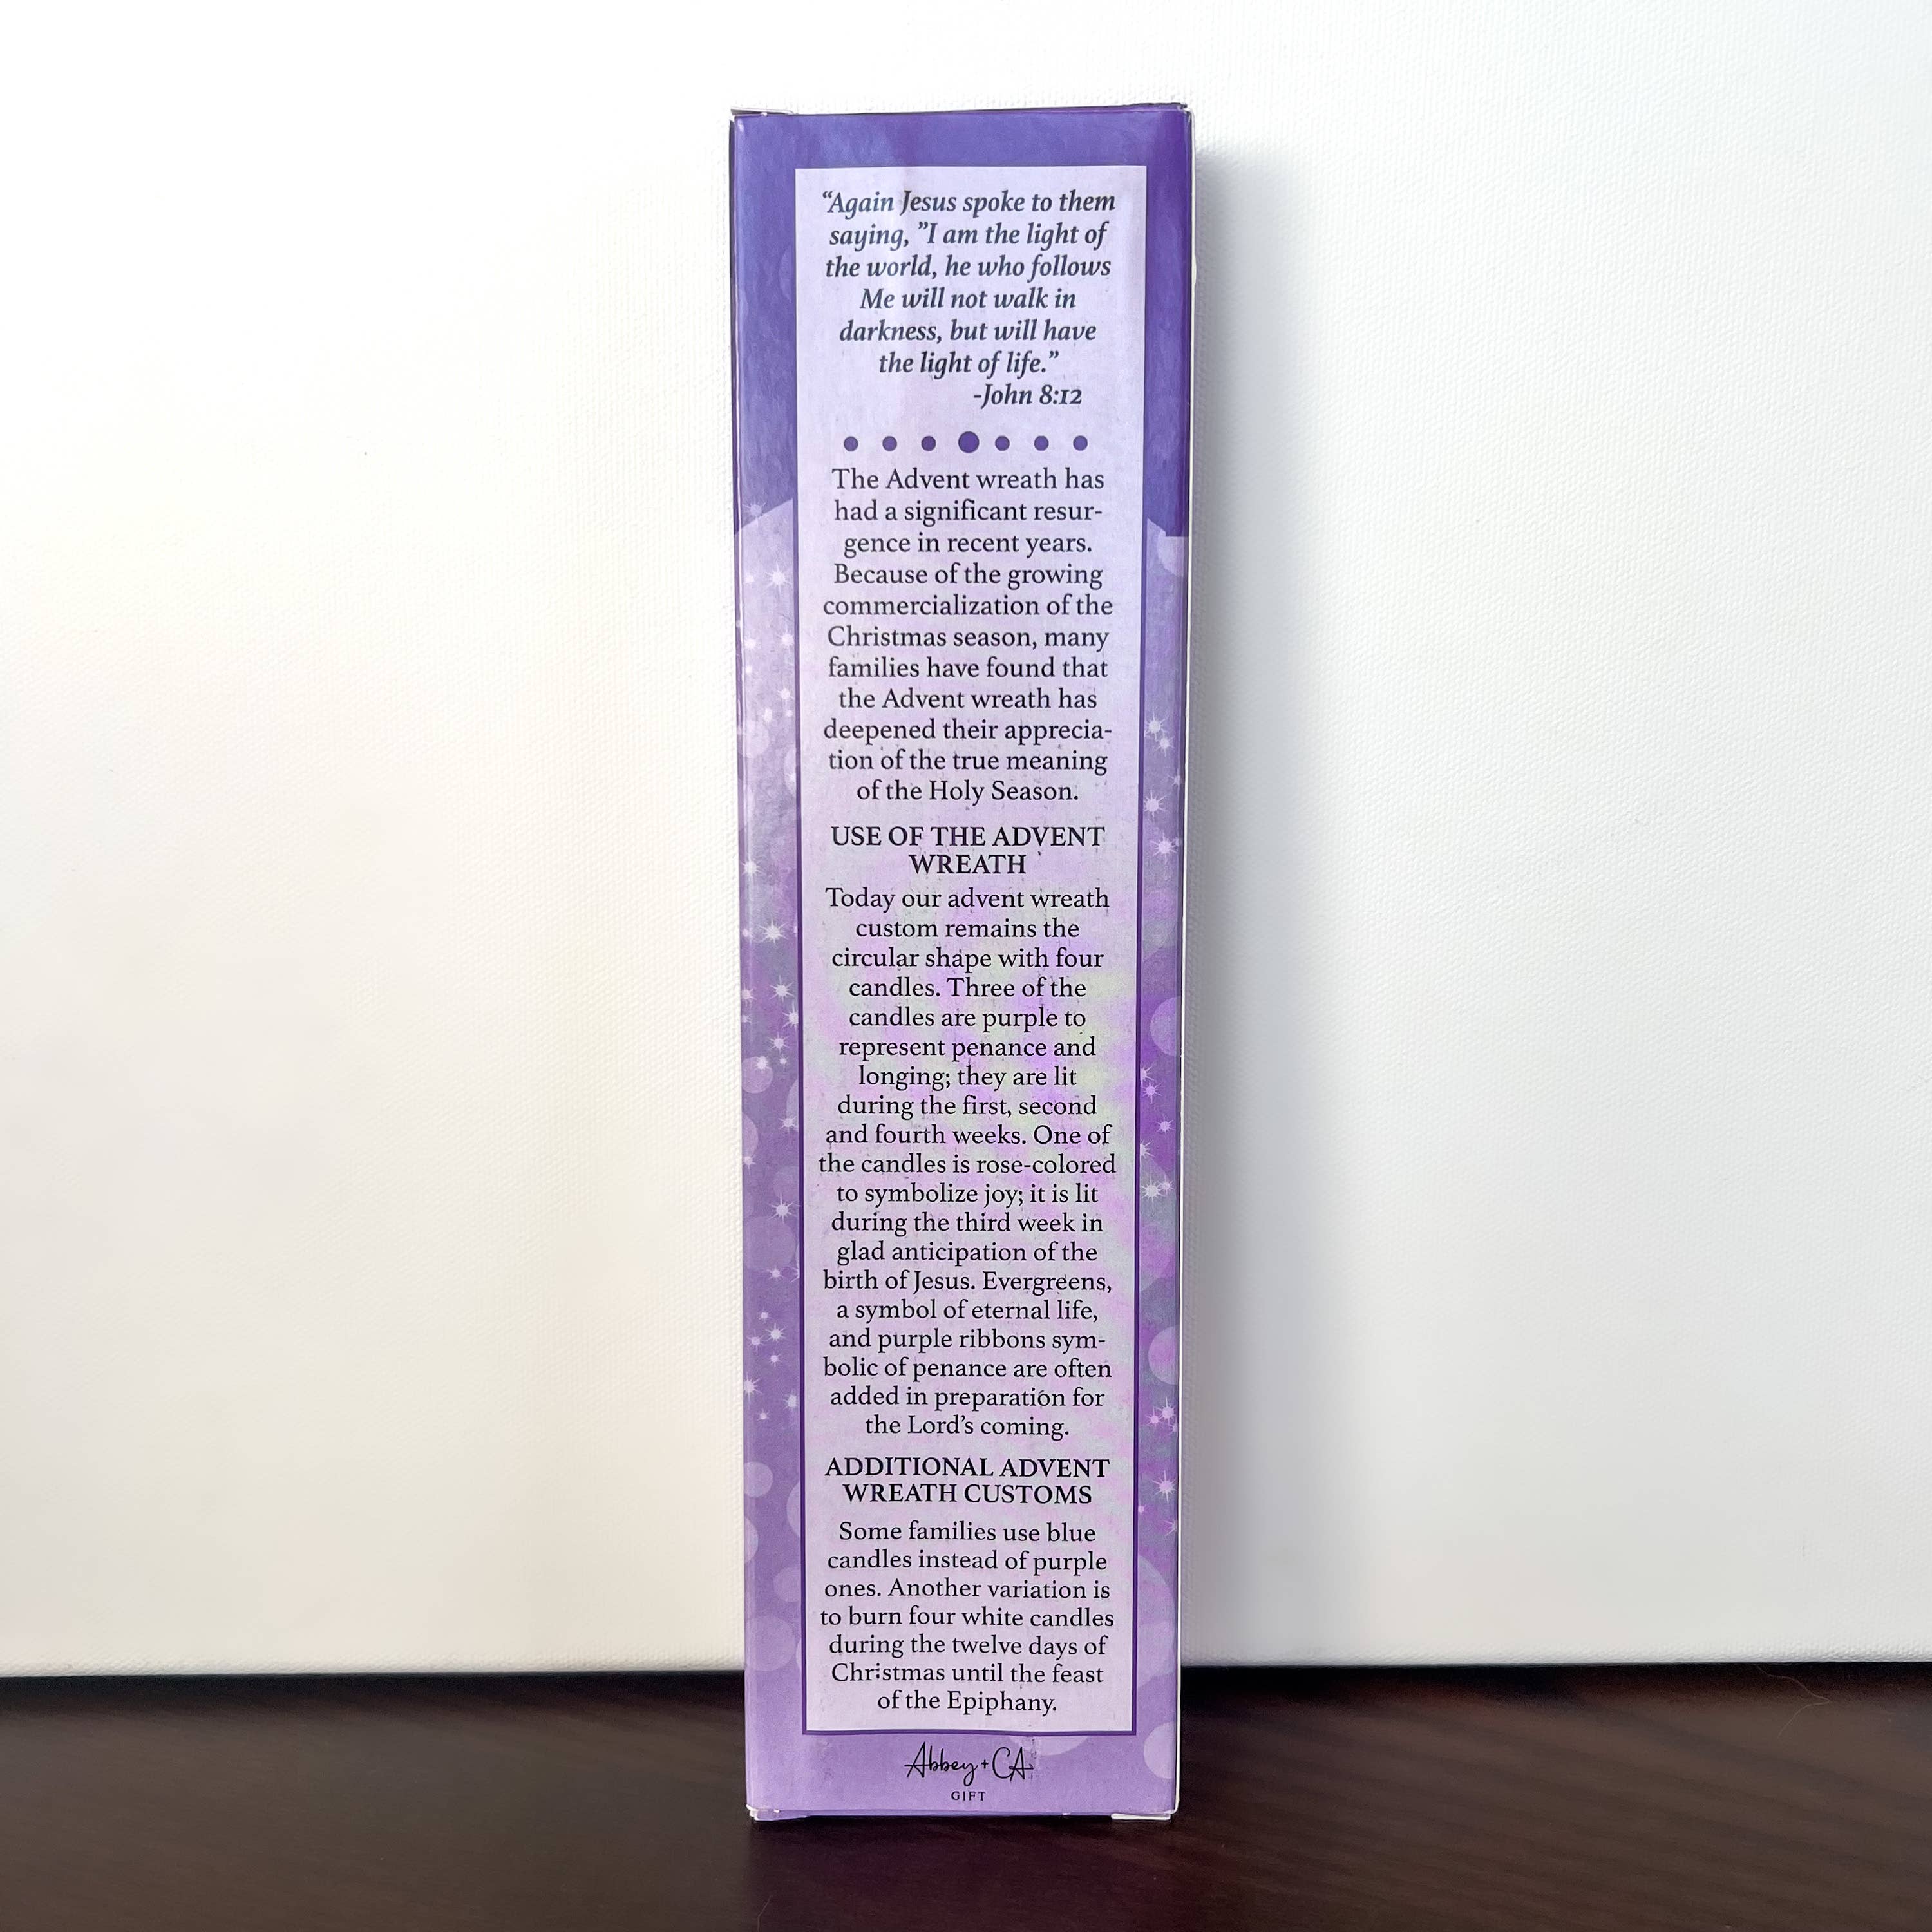 “Again Jesus spoke to them
saying, ”I am the light of
the world, he who follows
Me will not walk in
darkness, but will have
the light of life.”
-John 8:12
The Advent wreath has
had a significant resur-
gence in recent years.
Because of the growing
commercialization of the
Christmas season, many
families have found that
the Advent wreath has
deepened their apprecia-
tion of the true meaning
of the Holy Season.
USE OF THE ADVENT
WREATH
Today our advent wreath
custom remains the
circular shape with four
candles. Three of the
candles are purple to
represent penance and
longing; they are lit
during the first, second
and fourth weeks. One of
the candles is rose-colored
to symbolize joy; it is lit
during the third week in
glad anticipation of the
birth of Jesus. Evergreens,
a symbol of eternal life,
and purple ribbons sym-
bolic of penance are often
added in preparation for
the Lord’s coming.
ADDITIONAL ADVENT
WREATH CUSTOMS
Some families use blue
candles instead of purple
ones. Another variation is
to burn four white candles
during the twelve days of
Christmas until the feast
of the Epiphany.
Abbey + CA
GIFT